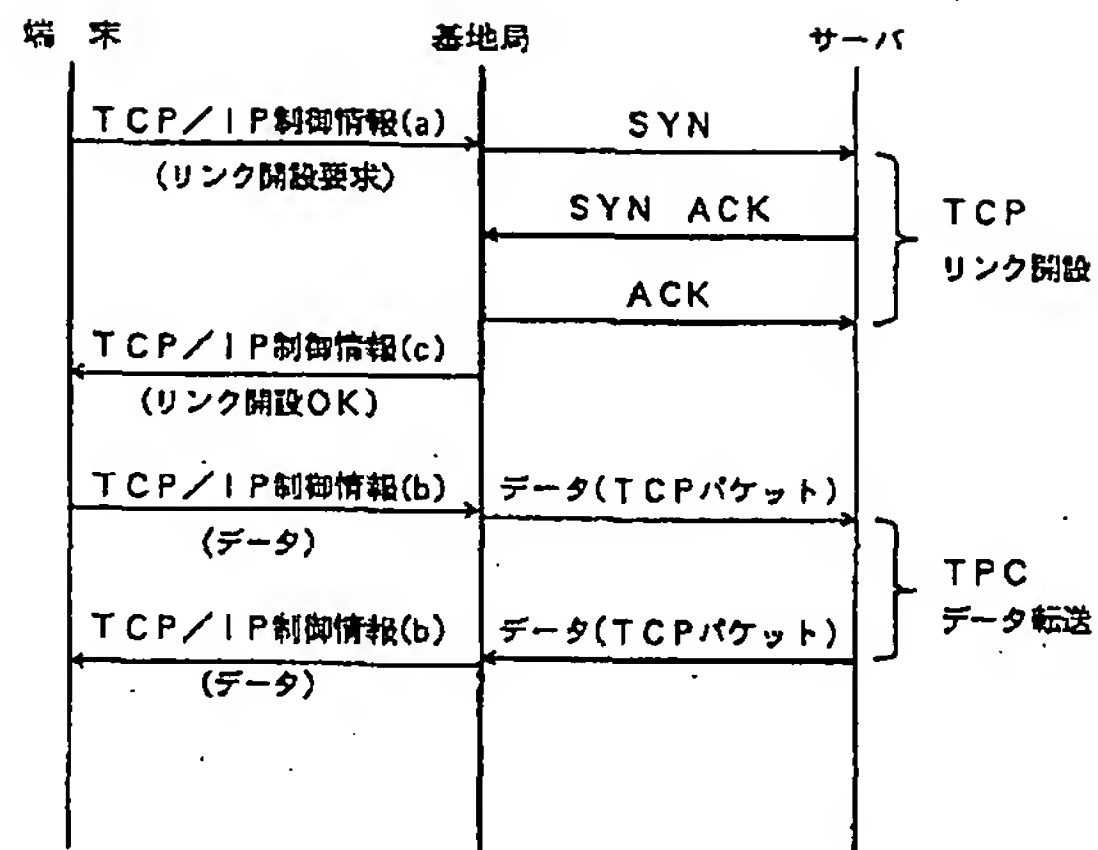 端 末
基地局
サーバ
TCP/IP制御情報(a)
SYN
(リンク開設要求)
SYN ACK
TCP
リンク開設
ACK
TCP/IP制御情報(c)
(リンク開設OK)
TCP/IP制御情報(b)
データ(TCPパケット)
(データ)
TPC
データ転送
TCP/IP制御情報(b)
データ(TCPパケット)
(データ)